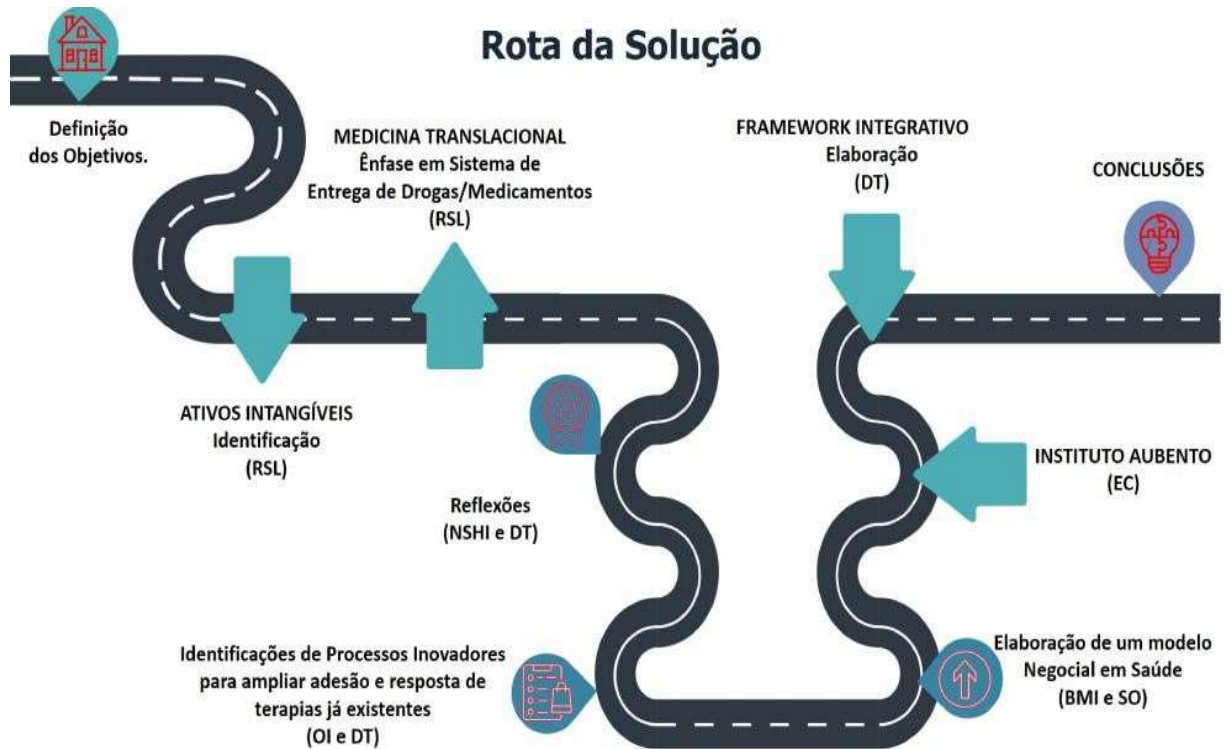 Rota da Solução
Definição
dos Objetivos.
MEDICINA TRANSLACIONAL
Ênfase em Sistema de
Entrega de Drogas/Medicamentos
(RSL)
FRAMEWORK INTEGRATIVO
Elaboração
(DT)
CONCLUSÕES
ATIVOS INTANGÍVEIS
Identificação
(RSL)
Reflexões
(NSHI e DT)
INSTITUTO AUBENTO
(EC)
Identificações de Processos Inovadores
para ampliar adesão e resposta de
terapias já existentes
(OI e DT)
Elaboração de um modelo
Negocial em Saúde
(BMI e SO)